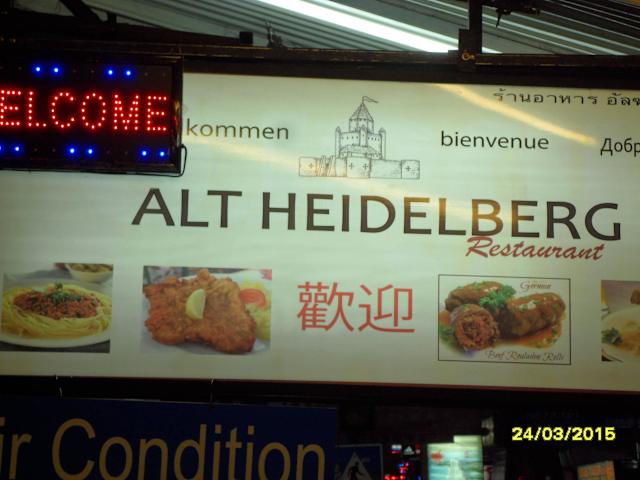 ELCOME
kommen
bienvenue
ร้านอาหาร อัลซ
Добр
ALT HEIDELBERG
Restaurant
歡迎
German
Beef Rouladen Rolls
ir Condition
24/03/2015